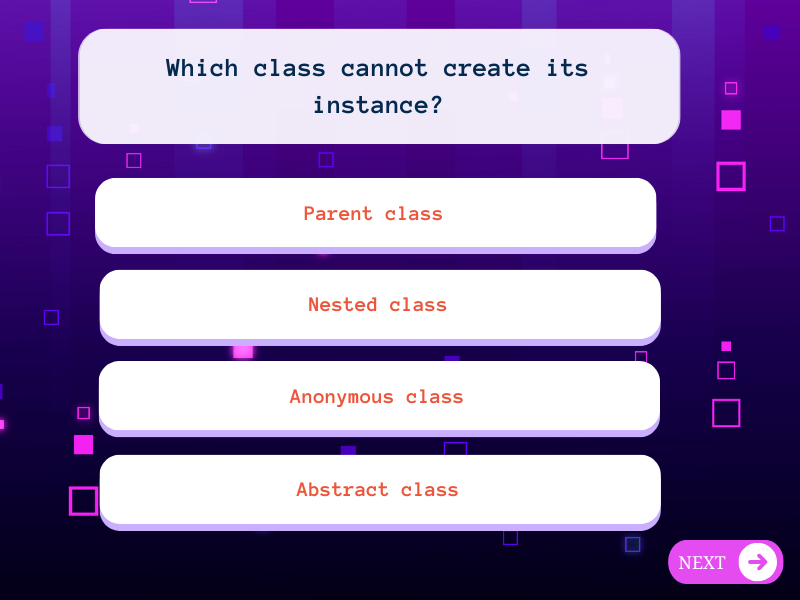 Which class cannot create its
instance?
Parent class
Nested class
Anonymous class
Abstract class
NEXT